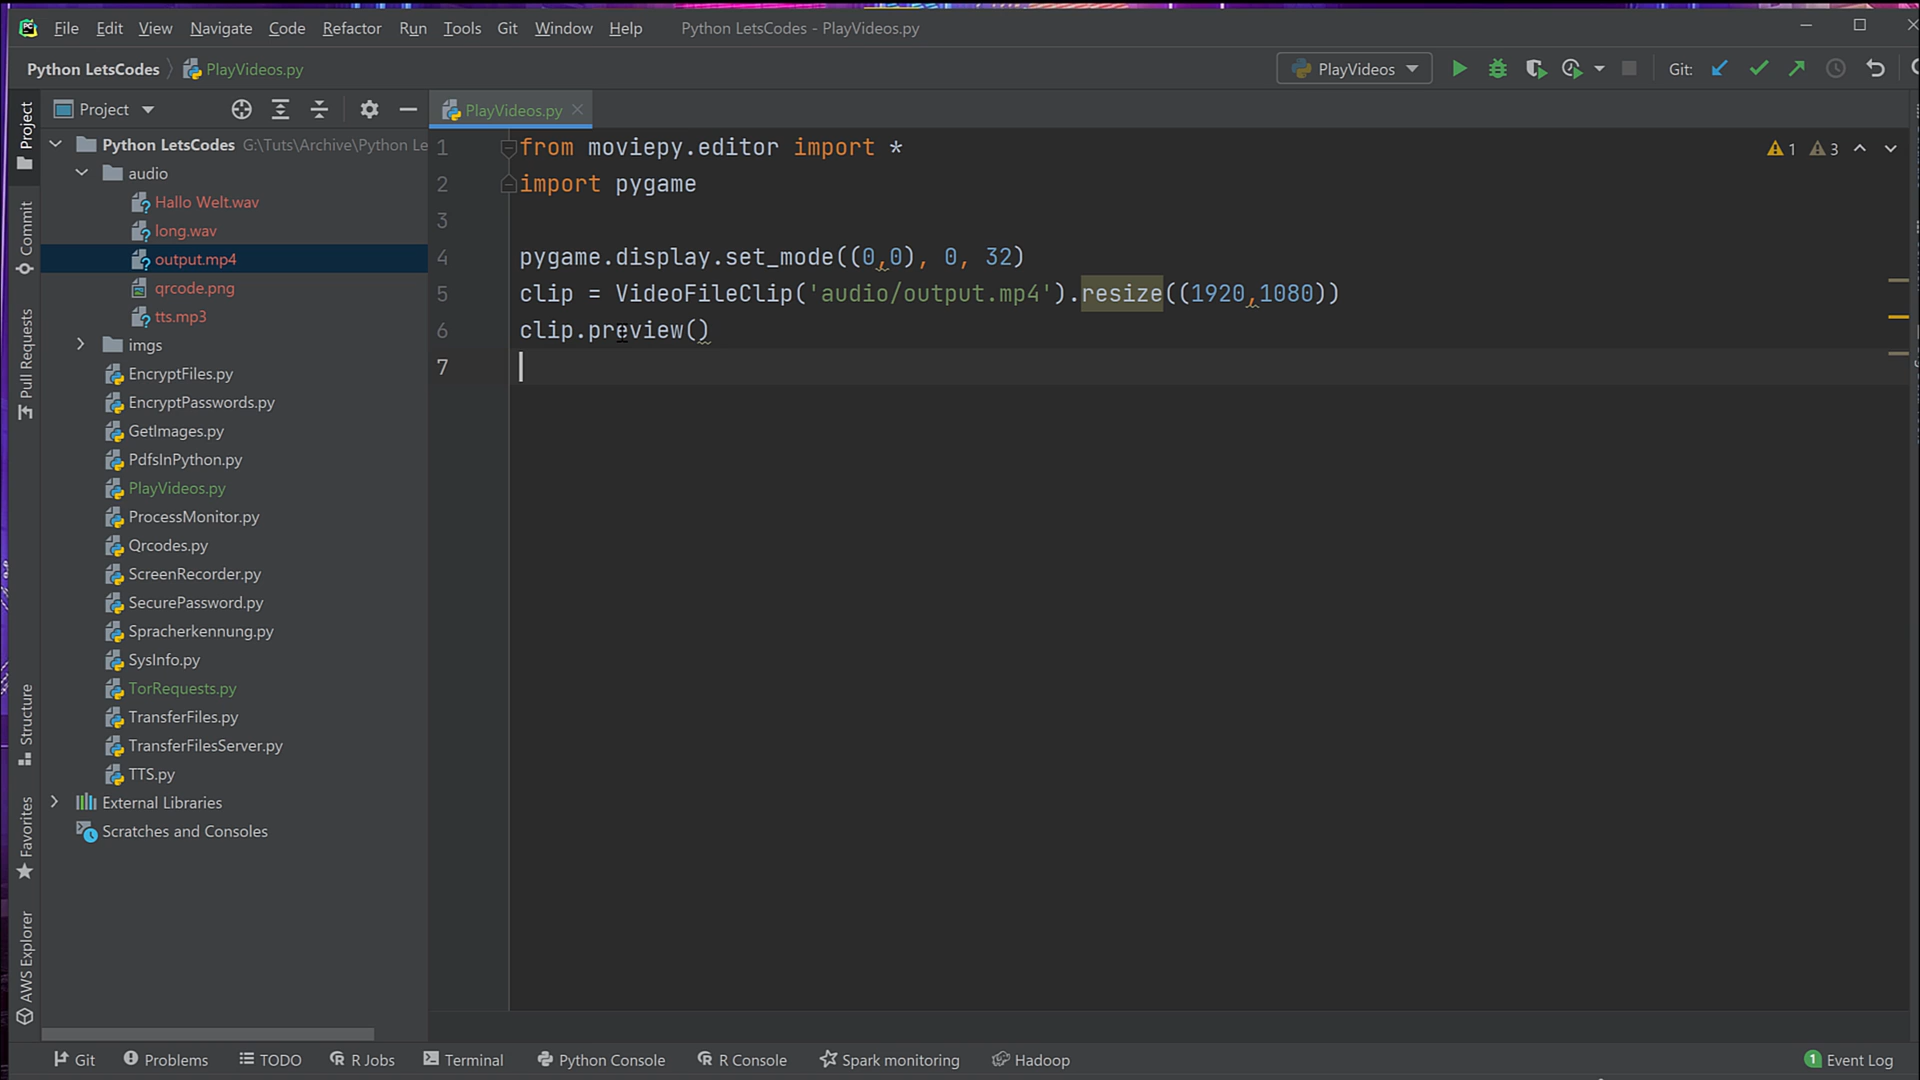 File Edit View Navigate Code Refactor Run Tools Git Window Help Python LetsCodes - PlayVideos.py
Python LetsCodes PlayVideos.py PlayVideos Git:
Project
PlayVideos.py
Project
Commit
Pull Requests
Structure
Favorites
AWS Explorer
Python LetsCodes G:\Tuts\Archive\Python Le
audio
Hallo Welt.wav
long.wav
output.mp4
qrcode.png
tts.mp3
imgs
EncryptFiles.py
EncryptPasswords.py
GetImages.py
PdfsInPython.py
PlayVideos.py
ProcessMonitor.py
Qrcodes.py
ScreenRecorder.py
SecurePassword.py
Spracherkennung.py
SysInfo.py
TorRequests.py
TransferFiles.py
TransferFilesServer.py
TTS.py
External Libraries
Scratches and Consoles
1 from moviepy.editor import *
2 import pygame
3
4 pygame.display.set_mode((0,0), 0, 32)
5 clip = VideoFileClip('audio/output.mp4').resize((1920,1080))
6 clip.preview()
7
1 3
Git Problems TODO R Jobs Terminal Python Console R Console Spark monitoring Hadoop 1 Event Log